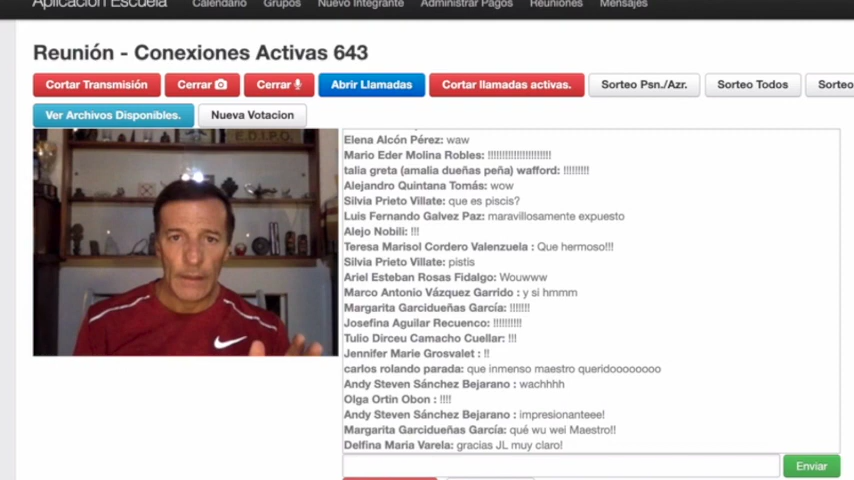 Aplicación Escuela Calendario Grupos Nuevo Integrante Administrar Pagos Reuniones Mensajes
Reunión - Conexiones Activas 643
Cortar Transmisión Cerrar Cerrar Abrir Llamadas Cortar llamadas activas. Sorteo Psn./Azr. Sorteo Todos Sorteo
Ver Archivos Disponibles. Nueva Votacion
E.D.I.P.O.
Elena Alcón Pérez: waw
Mario Eder Molina Robles: !!!!!!!!!!!!!!!!!!!!!!!
talia greta (amalia dueñas peña) wafford: !!!!!!!!!
Alejandro Quintana Tomás: wow
Silvia Prieto Villate: que es piscis?
Luis Fernando Galvez Paz: maravillosamente expuesto
Alejo Nobili: !!!
Teresa Marisol Cordero Valenzuela : Que hermoso!!!
Silvia Prieto Villate: pistis
Ariel Esteban Rosas Fidalgo: Wouwww
Marco Antonio Vázquez Garrido : y si hmmm
Margarita Garcidueñas García: !!!!!!!
Josefina Aguilar Recuenco: !!!!!!!!!!
Tulio Dirceu Camacho Cuellar: !!!
Jennifer Marie Grosvalet : !!
carlos rolando parada: que inmenso maestro queridoooooooo
Andy Steven Sánchez Bejarano : wachhhh
Olga Ortin Obon : !!!!
Andy Steven Sánchez Bejarano : impresionanteee!
Margarita Garcidueñas García: qué wu wei Maestro!!
Delfina Maria Varela: gracias JL muy claro!
Enviar